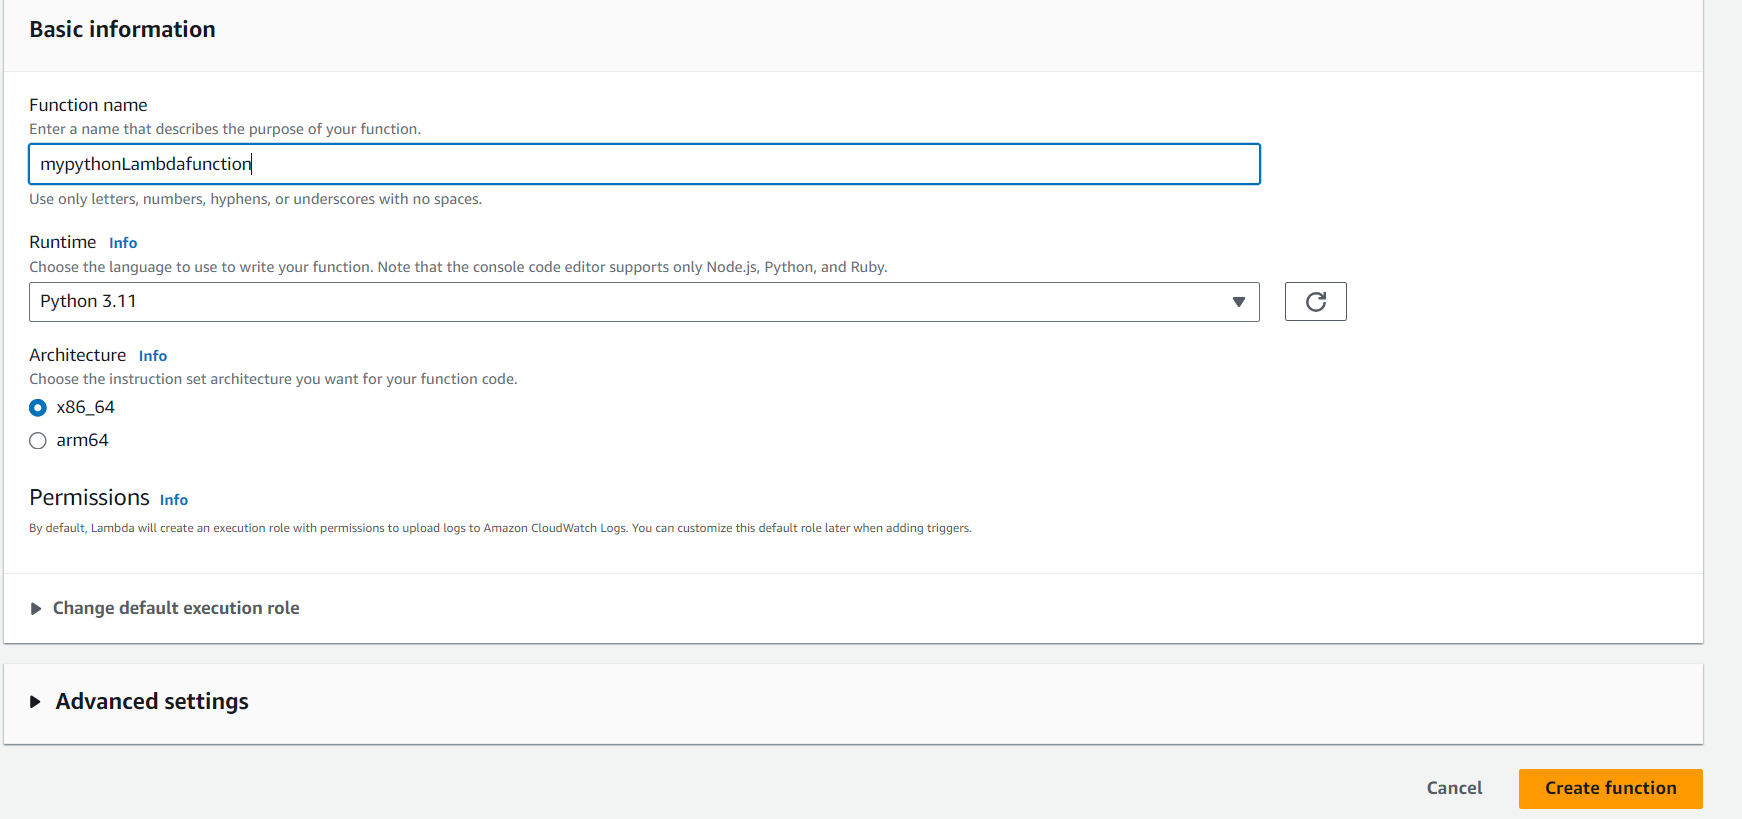 Basic information
Function name
Enter a name that describes the purpose of your function.
mypythonLambdafunction
Use only letters, numbers, hyphens, or underscores with no spaces.
Runtime Info
Choose the language to use to write your function. Note that the console code editor supports only Node.js, Python, and Ruby.
Python 3.11
Architecture Info
Choose the instruction set architecture you want for your function code.
x86_64
arm64
Permissions Info
By default, Lambda will create an execution role with permissions to upload logs to Amazon CloudWatch Logs. You can customize this default role later when adding triggers.
Change default execution role
Advanced settings
Cancel Create function